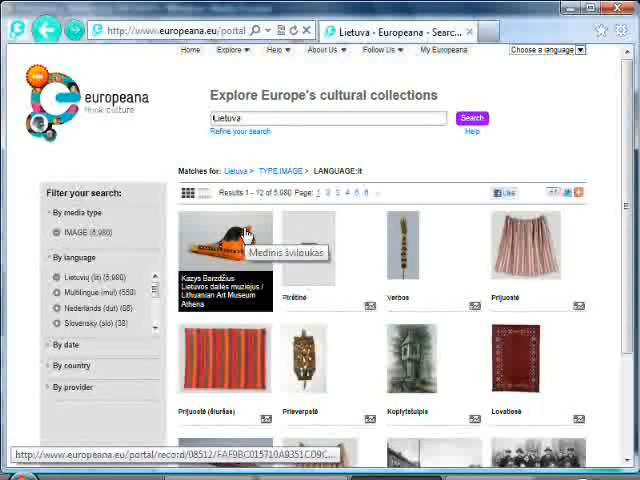 http://www.europeana.eu/portal
Lietuva - Europeana - Searc...
Home Explore Help About Us Follow Us My Europeana
Choose a language
europeana
think culture
Explore Europe's cultural collections
Lietuva
Search
Refine your search
Help
Matches for: Lietuva > TYPE:IMAGE > LANGUAGE:lt
Filter your search:
Results 1 - 12 of 5,980 Page: 1 2 3 4 5 6
Like
By media type
IMAGE (5,980)
By language
Lietuvių (lit) (5,980)
Multilingue (mul) (550)
Nederlands (dut)
Slovenský (slo) (38)
By date
By country
By provider
Medinis švilpukas
Kazys Barzdžius
Lietuvos dailės muziejus /
Lithuanian Art Museum
Athena
Pirštinė
Verbos
Prijuostė
Prijuostė (šiuršas)
Prieverpstė
Koplytstulpis
Lovatiesė
http://www.europeana.eu/portal/record/08512/FAF9BC015710A9351CD9C...